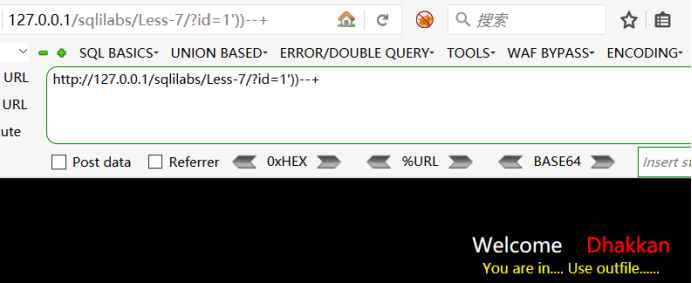 127.0.0.1/sqlilabs/Less-7/?id=1'))--+
搜索
SQL BASICS UNION BASED ERROR/DOUBLE QUERY TOOLS WAF BYPASS ENCODING
URL http://127.0.0.1/sqlilabs/Less-7/?id=1'))--+
URL
ute
Post data Referrer 0xHEX %URL BASE64 Insert st
Welcome Dhakkan
You are in.... Use outfile......